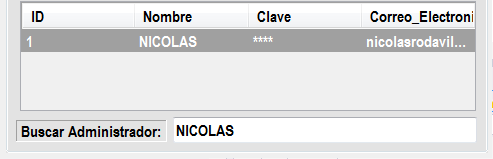 ID Nombre Clave Correo_Electroni
1 NICOLAS **** nicolasrodavil...
Buscar Administrador: NICOLAS